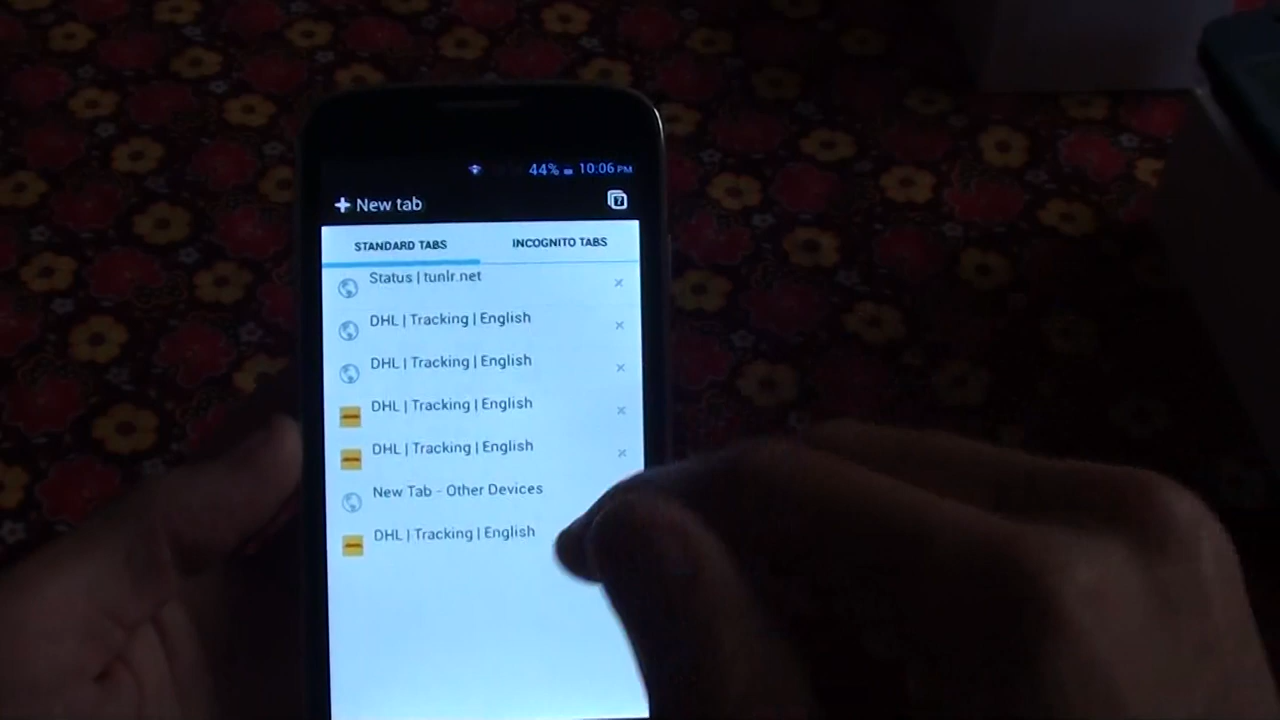 44% 10:06 PM
+ New tab 7
STANDARD TABS INCOGNITO TABS
Status | tunlr.net
DHL | Tracking | English
DHL | Tracking | English
DHL | Tracking | English
DHL | Tracking | English
New Tab - Other Devices
DHL | Tracking | English